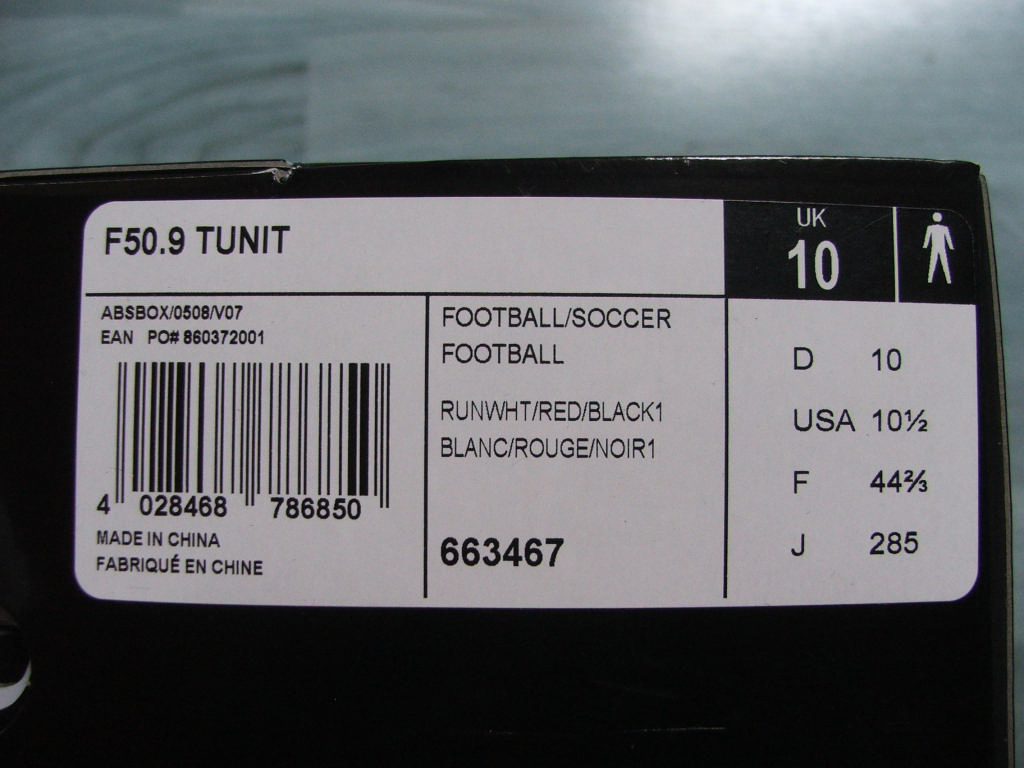 F50.9 TUNIT
UK
10
ABSBOX/0508/V07
EAN PO# 860372001
4 028468 786850
MADE IN CHINA
FABRIQUÉ EN CHINE
FOOTBALL/SOCCER
FOOTBALL
RUNWHT/RED/BLACK1
BLANC/ROUGE/NOIR1
663467
D 10
USA 10½
F 44⅔
J 285